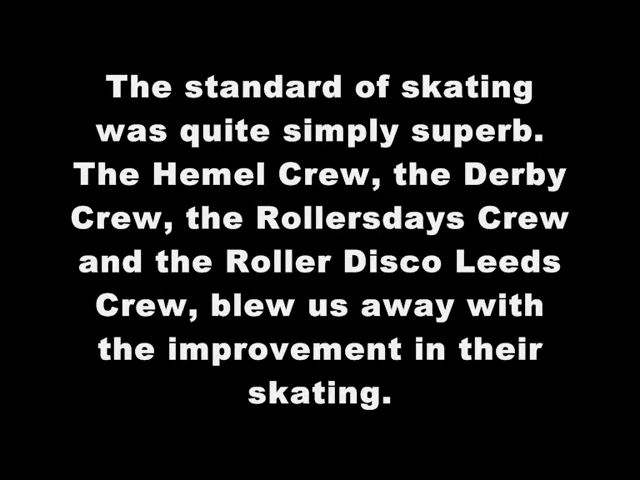 The standard of skating
was quite simply superb.
The Hemel Crew, the Derby
Crew, the Rollersdays Crew
and the Roller Disco Leeds
Crew, blew us away with
the improvement in their
skating.